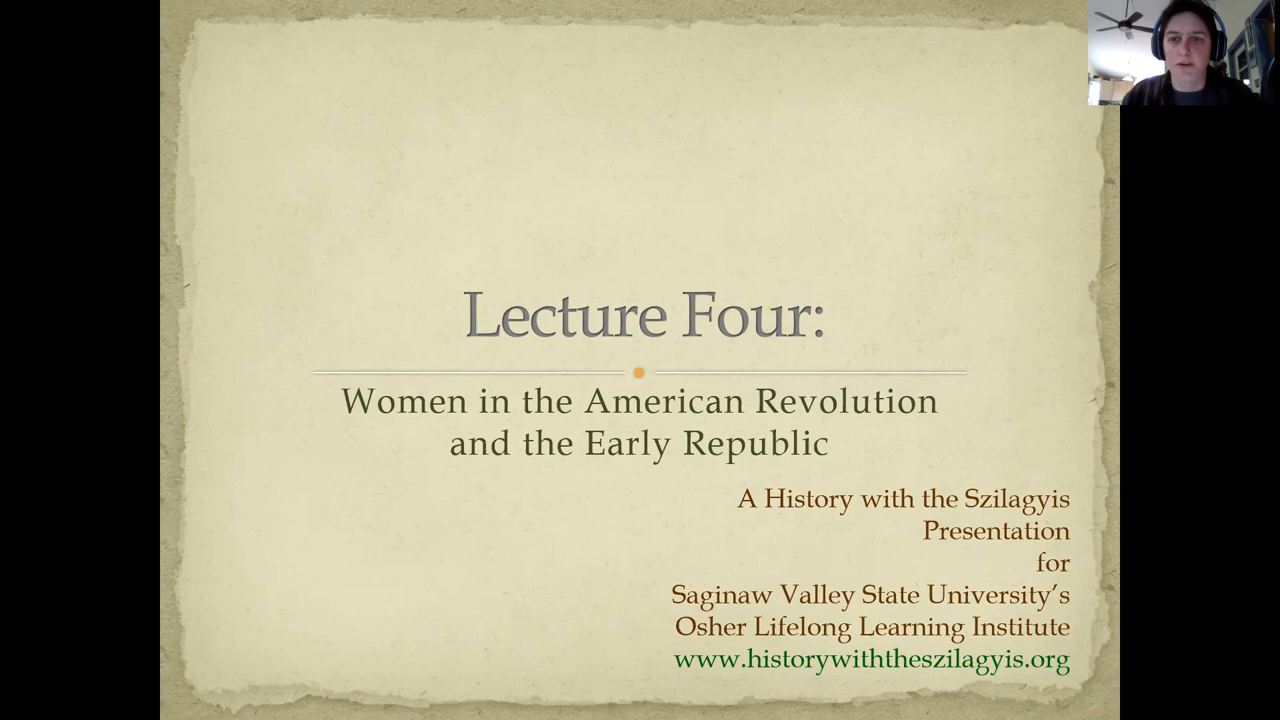 Lecture Four:
Women in the American Revolution
and the Early Republic
A History with the Szilagyis
Presentation
for
Saginaw Valley State University’s
Osher Lifelong Learning Institute
www.historywiththeszilagyis.org